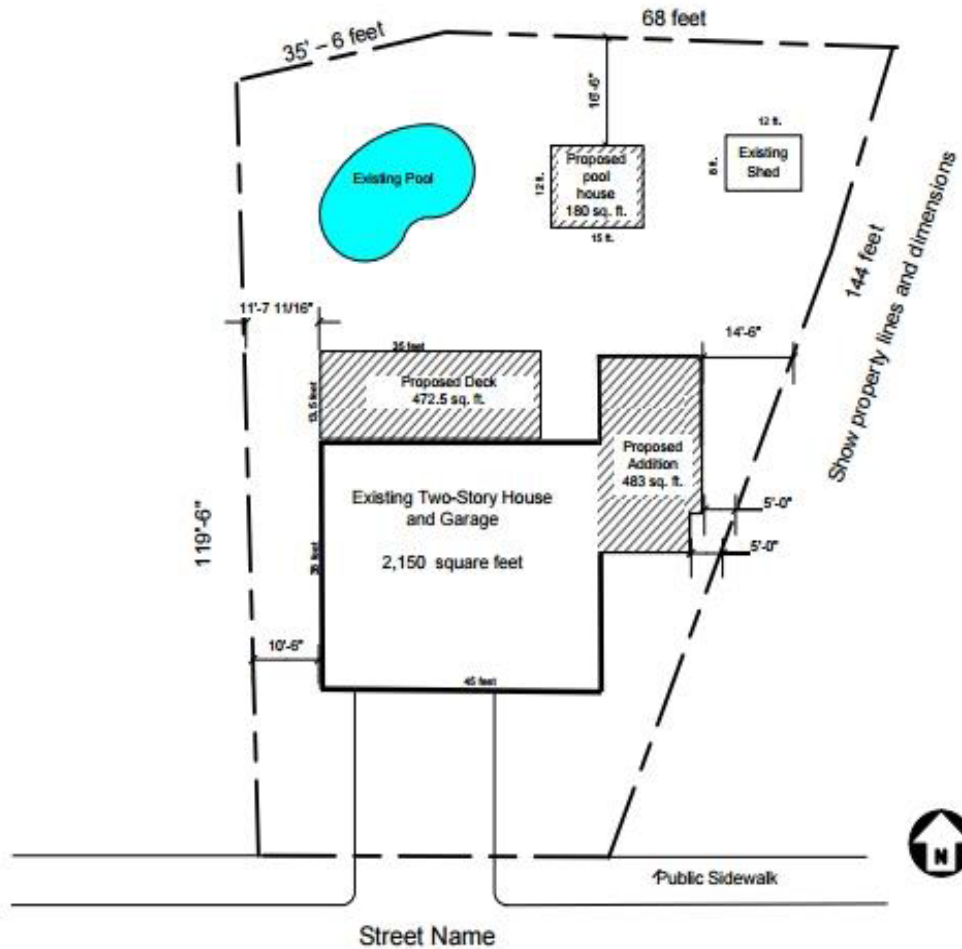 68 feet
35' – 6 feet
16'-6"
12 ft.
Existing Pool
Proposed
pool
house
180 sq. ft.
12 ft.
15 ft.
8 ft.
Existing
Shed
144 feet
Show property lines and dimensions
11'-7 11/16"
14'-6"
35 feet
Proposed Deck
472.5 sq. ft.
13.5 feet
Proposed
Addition
483 sq. ft.
5'-0"
5'-0"
Existing Two-Story House
and Garage
2,150 square feet
119'-6"
10'-6"
45 feet
N
Public Sidewalk
Street Name